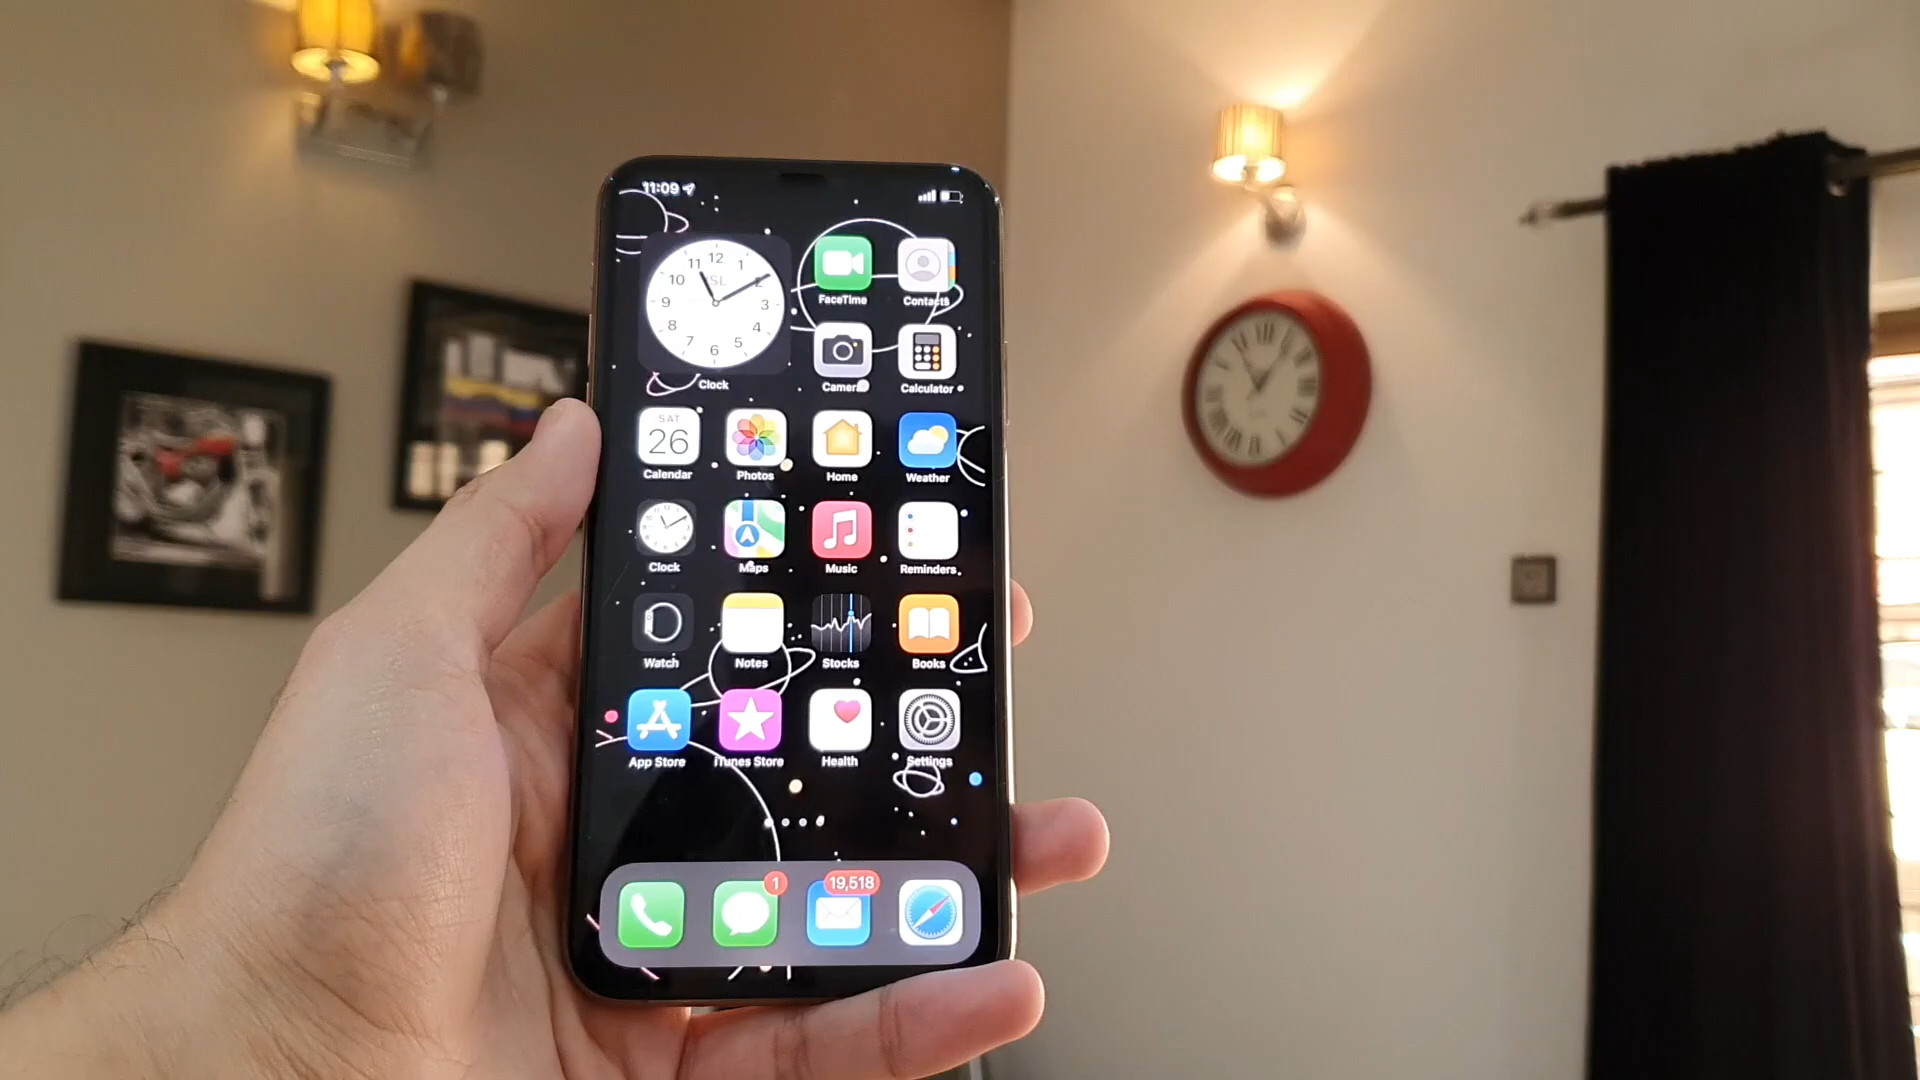 11:09
11 12 1
10 2
9 3
8 4
7 6 5
FaceTime Contacts
Clock Camera Calculator
SAT
26
Calendar Photos Home Weather
Clock Maps Music Reminders
Watch Notes Stocks Books
App Store iTunes Store Health Settings
1 19,518